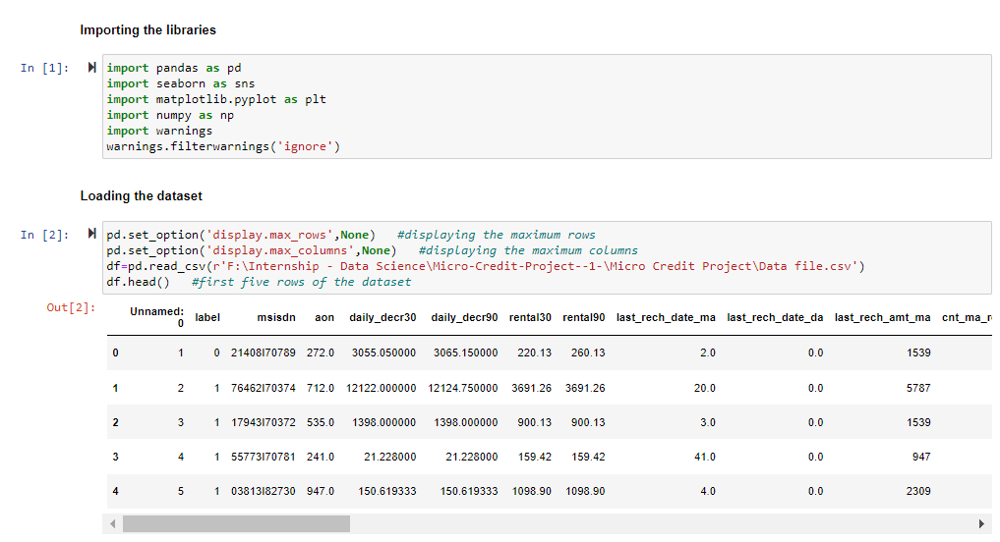 Importing the libraries
In [1]:
import pandas as pd
import seaborn as sns
import matplotlib.pyplot as plt
import numpy as np
import warnings
warnings.filterwarnings('ignore')
Loading the dataset
In [2]:
pd.set_option('display.max_rows',None)   #displaying the maximum rows
pd.set_option('display.max_columns',None)   #displaying the maximum columns
df=pd.read_csv(r'F:\Internship - Data Science\Micro-Credit-Project--1-\Micro Credit Project\Data file.csv')
df.head()   #first five rows of the dataset
Out[2]:
Unnamed: 0 label msisdn aon daily_decr30 daily_decr90 rental30 rental90 last_rech_date_ma last_rech_date_da last_rech_amt_ma cnt_ma_r
0 1 0 21408I70789 272.0 3055.050000 3065.150000 220.13 260.13 2.0 0.0 1539
1 2 1 76462I70374 712.0 12122.000000 12124.750000 3691.26 3691.26 20.0 0.0 5787
2 3 1 17943I70372 535.0 1398.000000 1398.000000 900.13 900.13 3.0 0.0 1539
3 4 1 55773I70781 241.0 21.228000 21.228000 159.42 159.42 41.0 0.0 947
4 5 1 03813I82730 947.0 150.619333 150.619333 1098.90 1098.90 4.0 0.0 2309